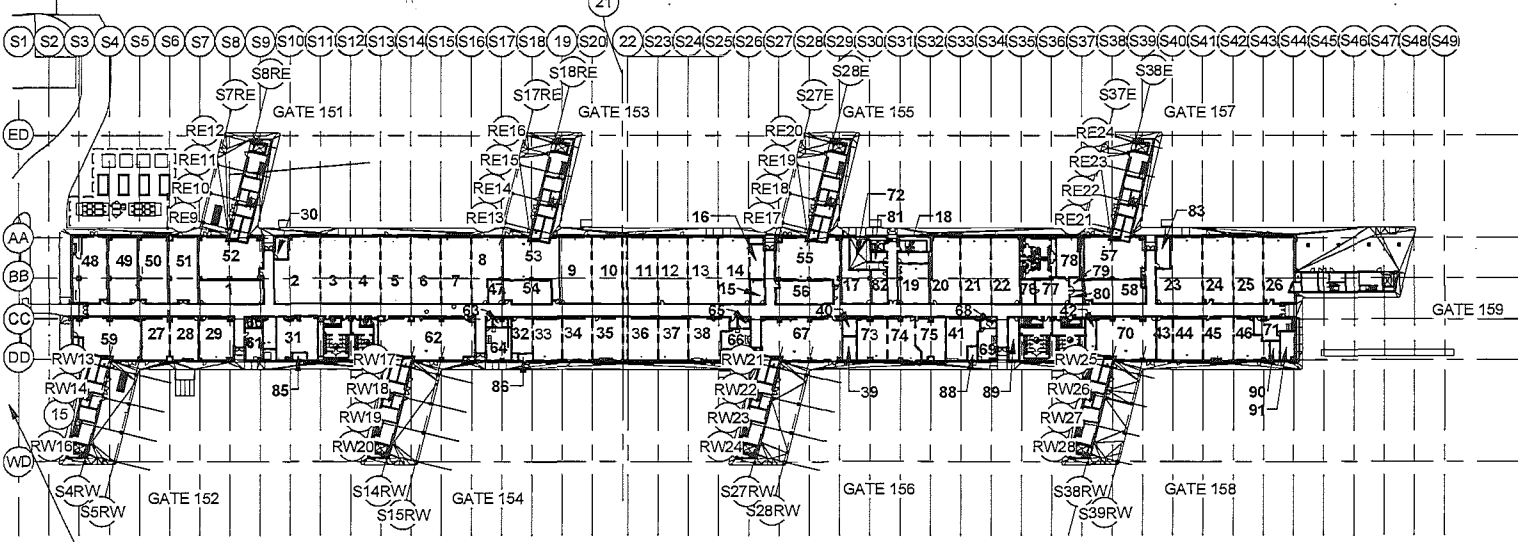 21
S1 S2 S3 S4 S5 S6 S7 S8 S9 S10 S11 S12 S13 S14 S15 S16 S17 S18 19 S20 22 S23 S24 S25 S26 S27 S28 S29 S30 S31 S32 S33 S34 S35 S36 S37 S38 S39 S40 S41 S42 S43 S44 S45 S46 S47 S48 S49
S8RE S18RE S28E S38E
S7RE S17RE S27E S37E
GATE 151 GATE 153 GATE 155 GATE 157
ED RE12 RE16 RE20 RE24
RE11 RE15 RE19 RE23
RE10 RE14 RE18 RE22
72
RE9 30 RE13 16 RE17 81 18 RE21 83
AA
48 49 50 51 52 8 53 55 78 57
BB 2 3 4 5 6 7 9 10 11 12 13 14 79 23 24 25 26
1 47 54 15 56 17 82 19 20 21 22 76 77 80 58
CC 63 65 40 68 42 GATE 159
59 27 28 29 61 31 62 32 33 34 35 36 37 38 67 73 74 75 41 70 43 44 45 46 71
64 66 69
DD
RW13 RW17 RW21 RW25
RW14 85 RW18 86 RW22 39 88 89 RW26 90
15 RW19 RW23 RW27 91
RW16 RW20 RW24 RW28
WD
S4RW GATE 152 S14RW GATE 154 S27RW GATE 156 S38RW GATE 158
S5RW S15RW S28RW S39RW